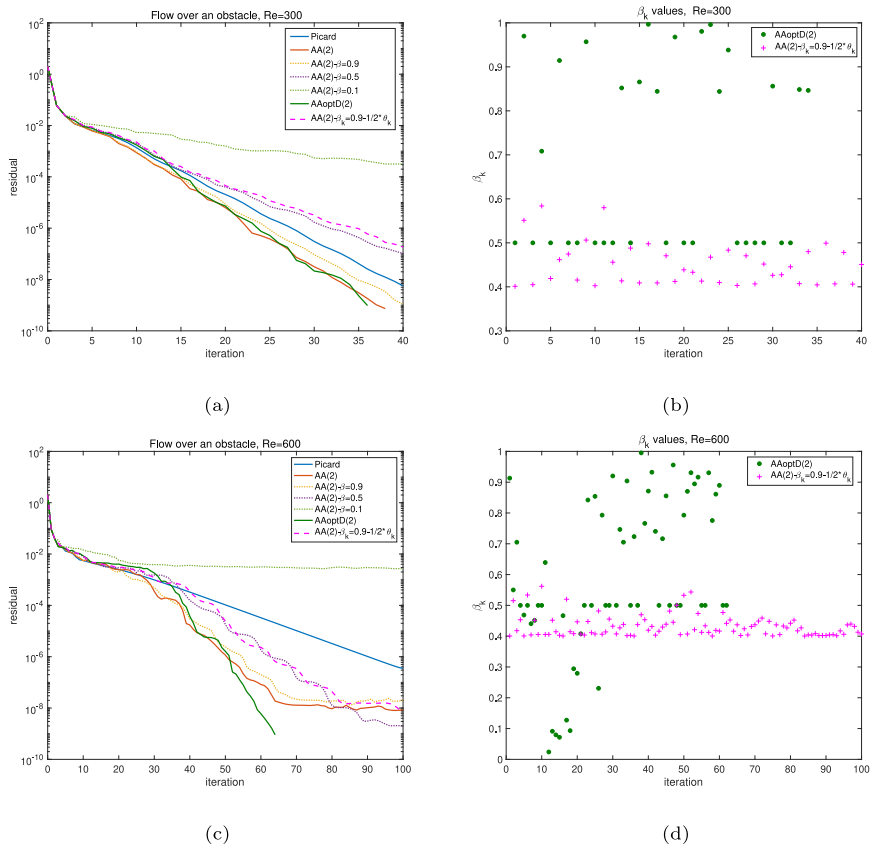 Flow over an obstacle, Re=300
10^2
10^0
10^-2
10^-4
10^-6
10^-8
10^-10
residual
0 5 10 15 20 25 30 35 40
iteration
Picard
AA(2)
AA(2)-β=0.9
AA(2)-β=0.5
AA(2)-β=0.1
AAoptD(2)
AA(2)-β_k=0.9-1/2* θ_k
(a)
β_k values, Re=300
1
0.9
0.8
0.7
0.6
0.5
0.4
0.3
β_k
0 10 20 30 40
iteration
AAoptD(2)
AA(2)-β_k=0.9-1/2* θ_k
(b)
Flow over an obstacle, Re=600
10^2
10^0
10^-2
10^-4
10^-6
10^-8
10^-10
residual
0 10 20 30 40 50 60 70 80 90 100
iteration
Picard
AA(2)
AA(2)-β=0.9
AA(2)-β=0.5
AA(2)-β=0.1
AAoptD(2)
AA(2)-β_k=0.9-1/2* θ_k
(c)
β_k values, Re=600
1
0.9
0.8
0.7
0.6
0.5
0.4
0.3
0.2
0.1
0
β_k
0 20 40 60 80 100
iteration
AAoptD(2)
AA(2)-β_k=0.9-1/2* θ_k
(d)